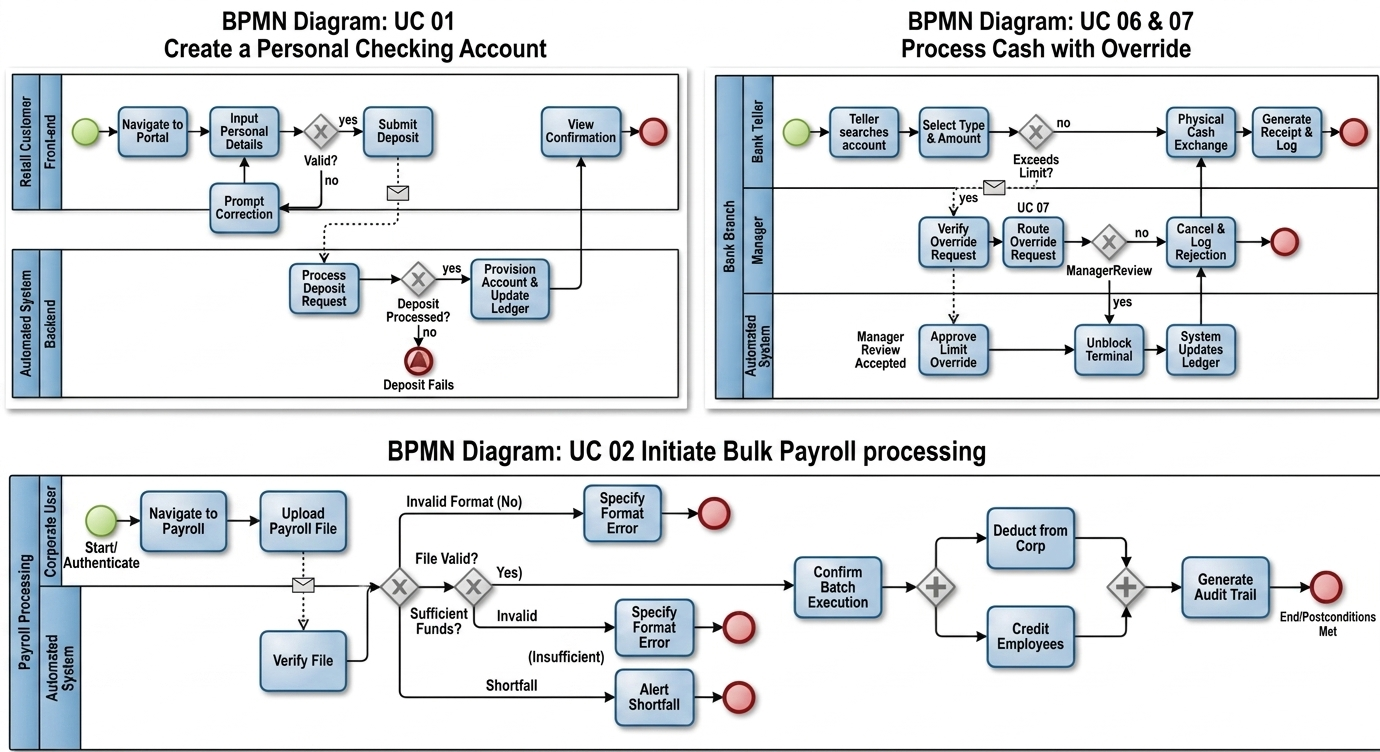 BPMN Diagram: UC 01
Create a Personal Checking Account
Retail Customer
Front-end
Navigate to
Portal
Input
Personal
Details
X
yes
Valid?
no
Submit
Deposit
View
Confirmation
Prompt
Correction
Automated System
Backend
Process
Deposit
Request
X
yes
Deposit
Processed?
no
Deposit Fails
Provision
Account &
Update
Ledger
BPMN Diagram: UC 06 & 07
Process Cash with Override
Bank Branch
Bank Teller
Teller
searches
account
Select Type
& Amount
X
no
Exceeds
Limit?
Physical
Cash
Exchange
Generate
Receipt &
Log
Manager
yes
Verify
Override
Request
UC 07
Route
Override
Request
X
no
ManagerReview
yes
Cancel &
Log
Rejection
Automated
System
Manager
Review
Accepted
Approve
Limit
Override
Unblock
Terminal
System
Updates
Ledger
BPMN Diagram: UC 02 Initiate Bulk Payroll processing
Payroll Processing
Corporate User
Start/
Authenticate
Navigate to
Payroll
Upload
Payroll File
Automated
System
Verify File
Invalid Format (No)
Specify
Format
Error
X
File Valid?
X
Yes)
Sufficient
Funds?
Invalid
Specify
Format
Error
(Insufficient)
Shortfall
Alert
Shortfall
Confirm
Batch
Execution
Deduct from
Corp
Credit
Employees
Generate
Audit Trail
End/Postconditions
Met